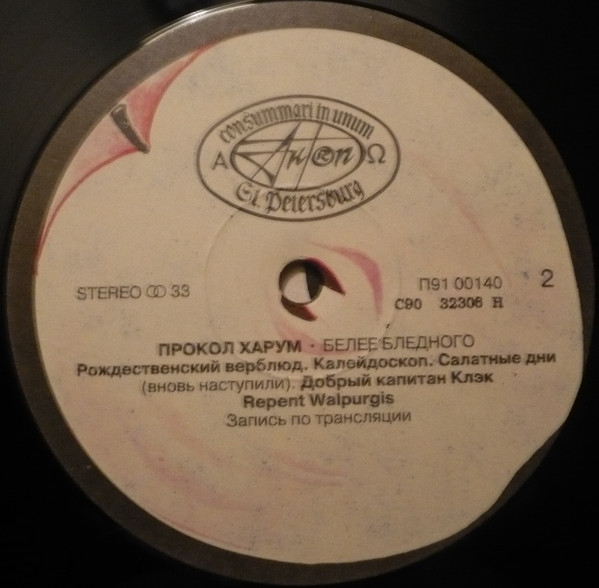 consummari in unum
Α АнТроп Ω
St. Petersburg
STEREO 33
П91 00140 2
С90 32306 Н
ПРОКОЛ ХАРУМ · БЕЛЕЕ БЛЕДНОГО
Рождественский верблюд. Калейдоскоп. Салатные дни
(вновь наступили). Добрый капитан Клэк
Repent Walpurgis
Запись по трансляции